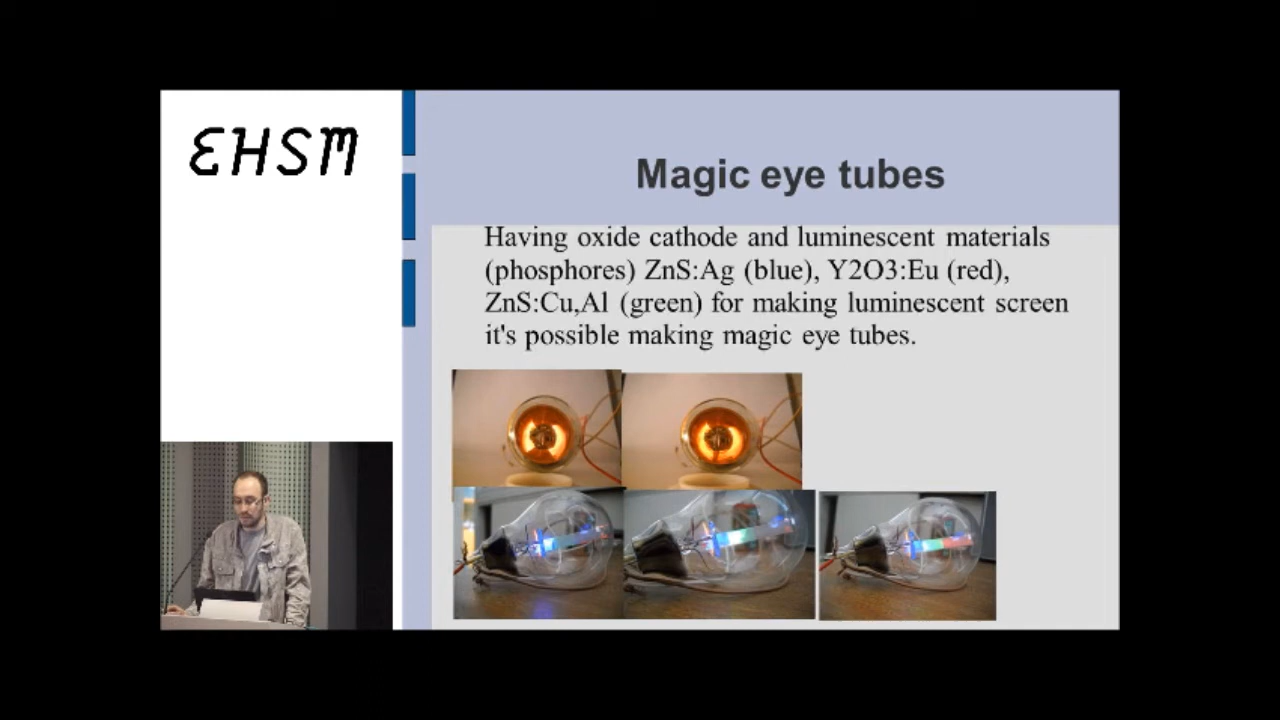 EHSM
Magic eye tubes
Having oxide cathode and luminescent materials
(phosphores) ZnS:Ag (blue), Y2O3:Eu (red),
ZnS:Cu,Al (green) for making luminescent screen
it's possible making magic eye tubes.